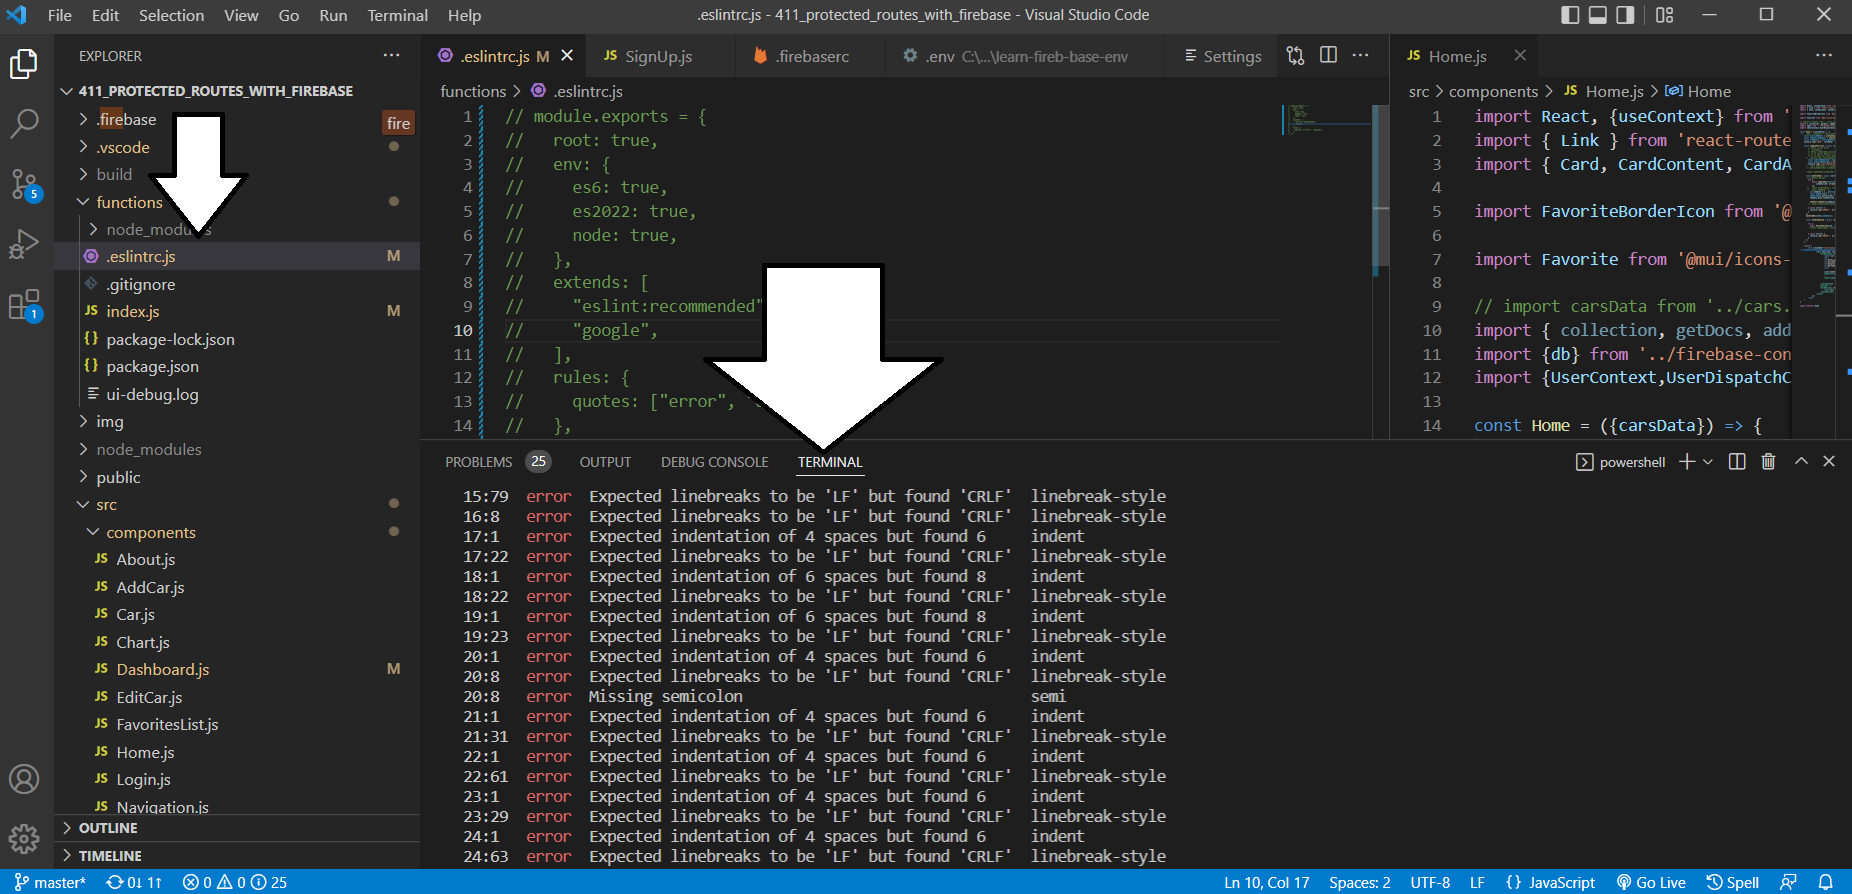 File Edit Selection View Go Run Terminal Help
.eslintrc.js - 411_protected_routes_with_firebase - Visual Studio Code
EXPLORER
411_PROTECTED_ROUTES_WITH_FIREBASE
.firebase
fire
.vscode
build
functions
node_modules
.eslintrc.js M
.gitignore
JS index.js M
{} package-lock.json
{} package.json
ui-debug.log
img
node_modules
public
src
components
JS About.js
JS AddCar.js
JS Car.js
JS Chart.js
JS Dashboard.js M
JS EditCar.js
JS FavoritesList.js
JS Home.js
JS Login.js
JS Navigation.js
OUTLINE
TIMELINE
5
1
.eslintrc.js M
JS SignUp.js
.firebaserc
.env C:\...\learn-fireb-base-env
Settings
functions > .eslintrc.js
1 // module.exports = {
2 //   root: true,
3 //   env: {
4 //     es6: true,
5 //     es2022: true,
6 //     node: true,
7 //   },
8 //   extends: [
9 //     "eslint:recommended"
10 //     "google",
11 //   ],
12 //   rules: {
13 //     quotes: ["error",
14 //   },
JS Home.js
src > components > JS Home.js > Home
1 import React, {useContext} from '
2 import { Link } from 'react-route
3 import { Card, CardContent, CardA
4
5 import FavoriteBorderIcon from '@
6
7 import Favorite from '@mui/icons-
8
9 // import carsData from '../cars.
10 import { collection, getDocs, add
11 import {db} from '../firebase-con
12 import {UserContext,UserDispatchC
13
14 const Home = ({carsData}) => {
PROBLEMS 25 OUTPUT DEBUG CONSOLE TERMINAL
powershell
15:79 error Expected linebreaks to be 'LF' but found 'CRLF' linebreak-style
16:8 error Expected linebreaks to be 'LF' but found 'CRLF' linebreak-style
17:1 error Expected indentation of 4 spaces but found 6 indent
17:22 error Expected linebreaks to be 'LF' but found 'CRLF' linebreak-style
18:1 error Expected indentation of 6 spaces but found 8 indent
18:22 error Expected linebreaks to be 'LF' but found 'CRLF' linebreak-style
19:1 error Expected indentation of 6 spaces but found 8 indent
19:23 error Expected linebreaks to be 'LF' but found 'CRLF' linebreak-style
20:1 error Expected indentation of 4 spaces but found 6 indent
20:8 error Expected linebreaks to be 'LF' but found 'CRLF' linebreak-style
20:8 error Missing semicolon semi
21:1 error Expected indentation of 4 spaces but found 6 indent
21:31 error Expected linebreaks to be 'LF' but found 'CRLF' linebreak-style
22:1 error Expected indentation of 4 spaces but found 6 indent
22:61 error Expected linebreaks to be 'LF' but found 'CRLF' linebreak-style
23:1 error Expected indentation of 4 spaces but found 6 indent
23:29 error Expected linebreaks to be 'LF' but found 'CRLF' linebreak-style
24:1 error Expected indentation of 4 spaces but found 6 indent
24:63 error Expected linebreaks to be 'LF' but found 'CRLF' linebreak-style
master* 0↓ 1↑ 0 0 25
Ln 10, Col 17 Spaces: 2 UTF-8 LF {} JavaScript Go Live Spell